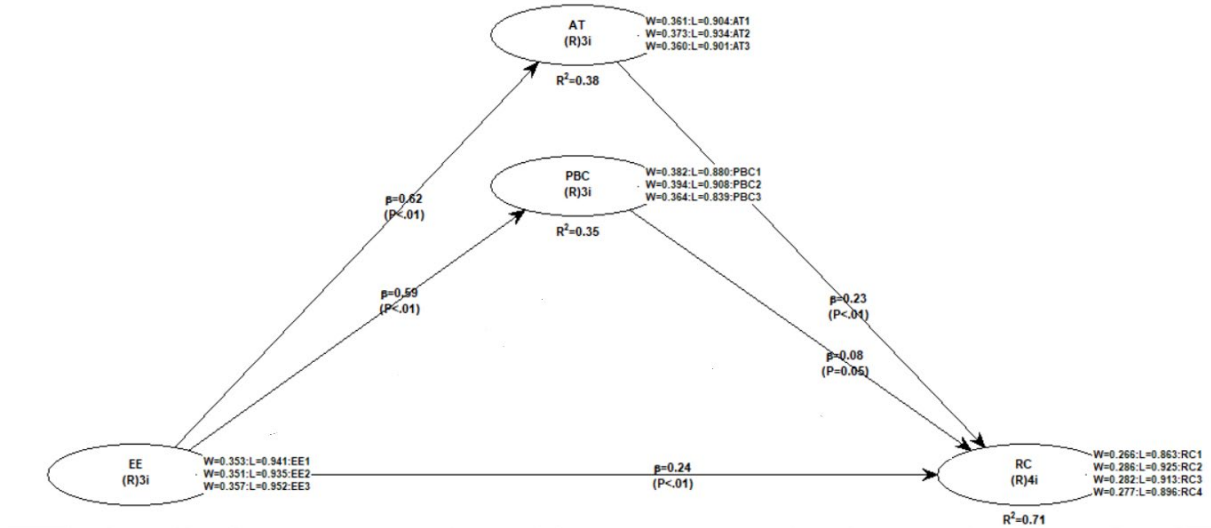 AT
(R)3i
W=0.361:L=0.904:AT1
W=0.373:L=0.934:AT2
W=0.360:L=0.901:AT3
R²=0.38
PBC
(R)3i
W=0.382:L=0.880:PBC1
W=0.394:L=0.908:PBC2
W=0.364:L=0.839:PBC3
R²=0.35
β=0.62
(P<.01)
β=0.59
(P<.01)
β=0.23
(P<.01)
β=0.08
(P=0.05)
EE
(R)3i
W=0.353:L=0.941:EE1
W=0.351:L=0.935:EE2
W=0.357:L=0.952:EE3
β=0.24
(P<.01)
RC
(R)4i
W=0.266:L=0.863:RC1
W=0.286:L=0.925:RC2
W=0.282:L=0.913:RC3
W=0.277:L=0.896:RC4
R²=0.71